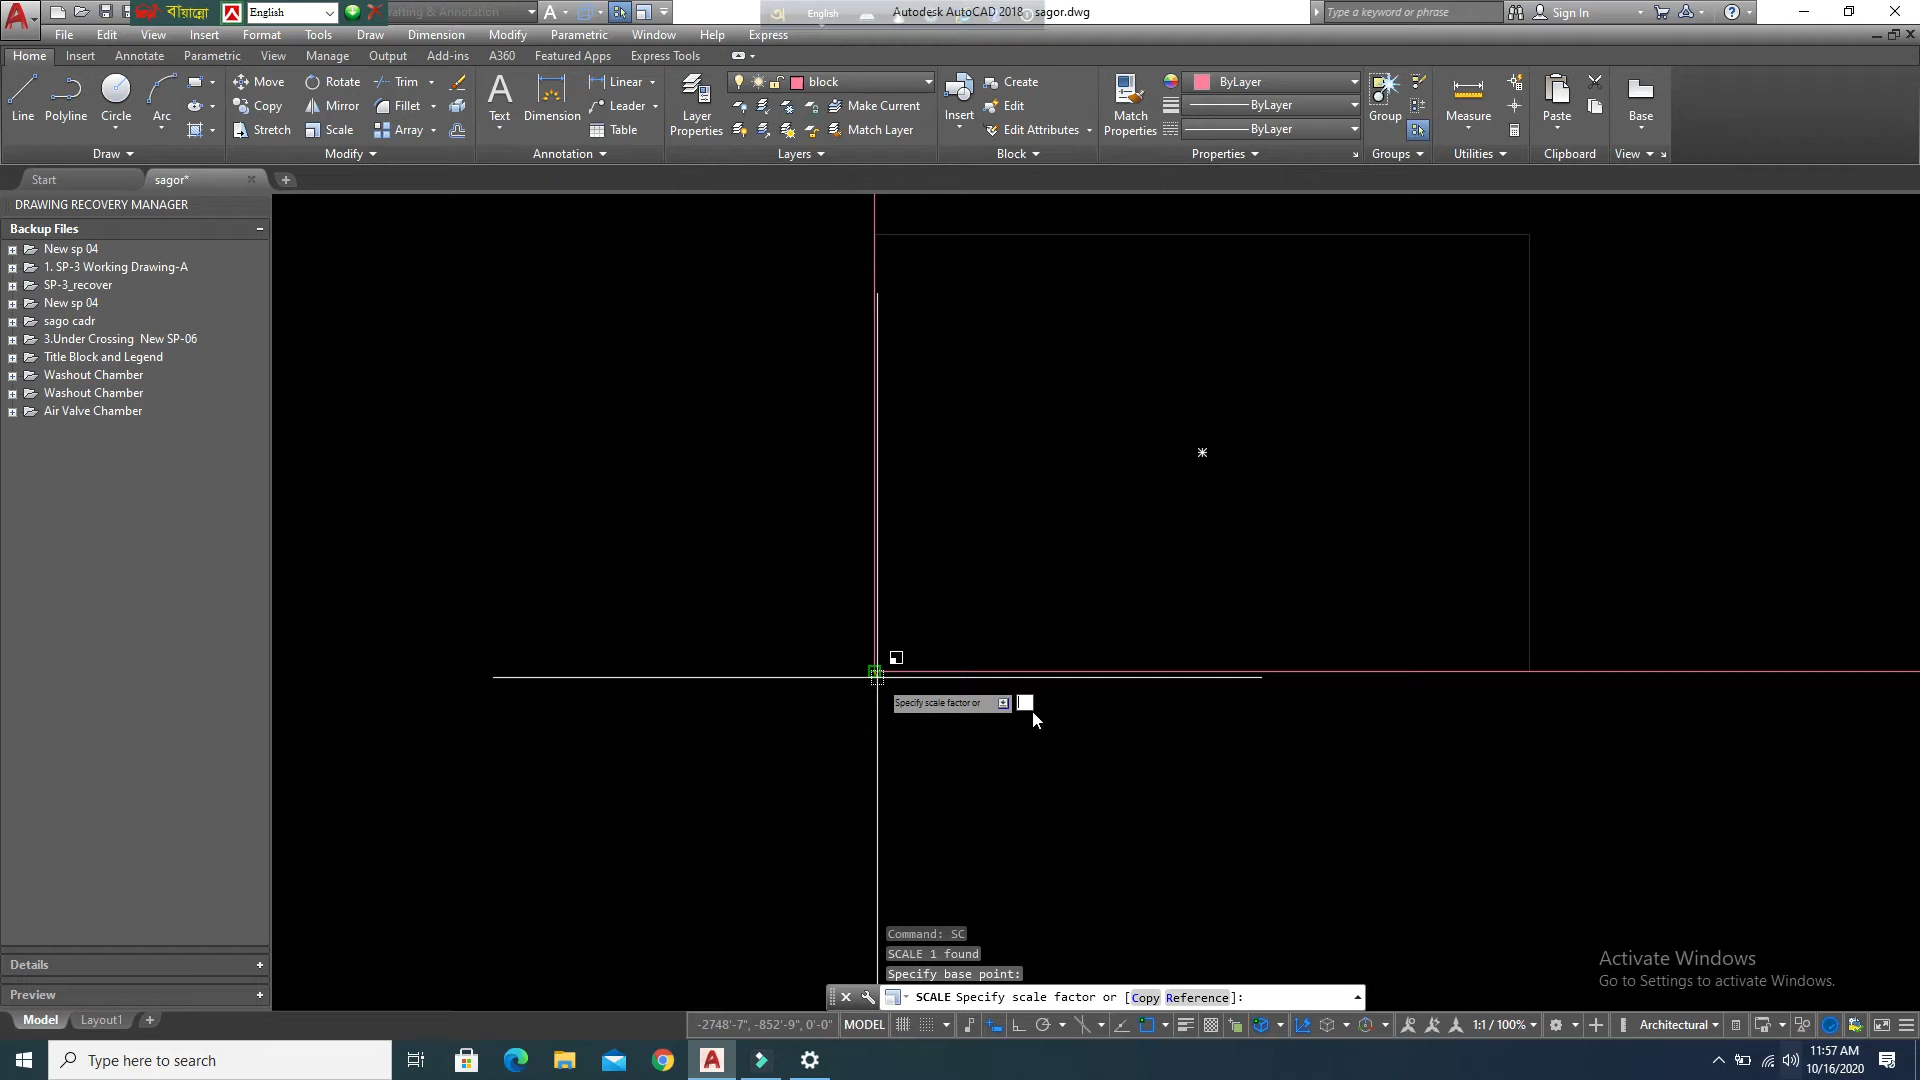 বায়ান্নো English Drafting & Annotation English Autodesk AutoCAD 2018 sagor.dwg Type a keyword or phrase Sign In
File Edit View Insert Format Tools Draw Dimension Modify Parametric Window Help Express
Home Insert Annotate Parametric View Manage Output Add-ins A360 Featured Apps Express Tools
Line Polyline Circle Arc
Move Rotate Trim
Copy Mirror Fillet
Stretch Scale Array
Text Dimension
Linear
Leader
Table
Layer Properties
block
Make Current
Match Layer
Insert
Create
Edit
Edit Attributes
Match Properties
ByLayer
ByLayer
ByLayer
Group Measure Paste Base
Draw Modify Annotation Layers Block Properties Groups Utilities Clipboard View
Start sagor*
DRAWING RECOVERY MANAGER
Backup Files
New sp 04
1. SP-3 Working Drawing-A
SP-3_recover
New sp 04
sago cadr
3.Under Crossing New SP-06
Title Block and Legend
Washout Chamber
Washout Chamber
Air Valve Chamber
Specify scale factor or
Command: SC
SCALE 1 found
Specify base point:
SCALE Specify scale factor or [Copy Reference]:
Activate Windows
Go to Settings to activate Windows.
Details
Preview
Model Layout1
-2748'-7", -852'-9", 0'-0" MODEL 1:1 / 100% Architectural
Type here to search
11:57 AM
10/16/2020